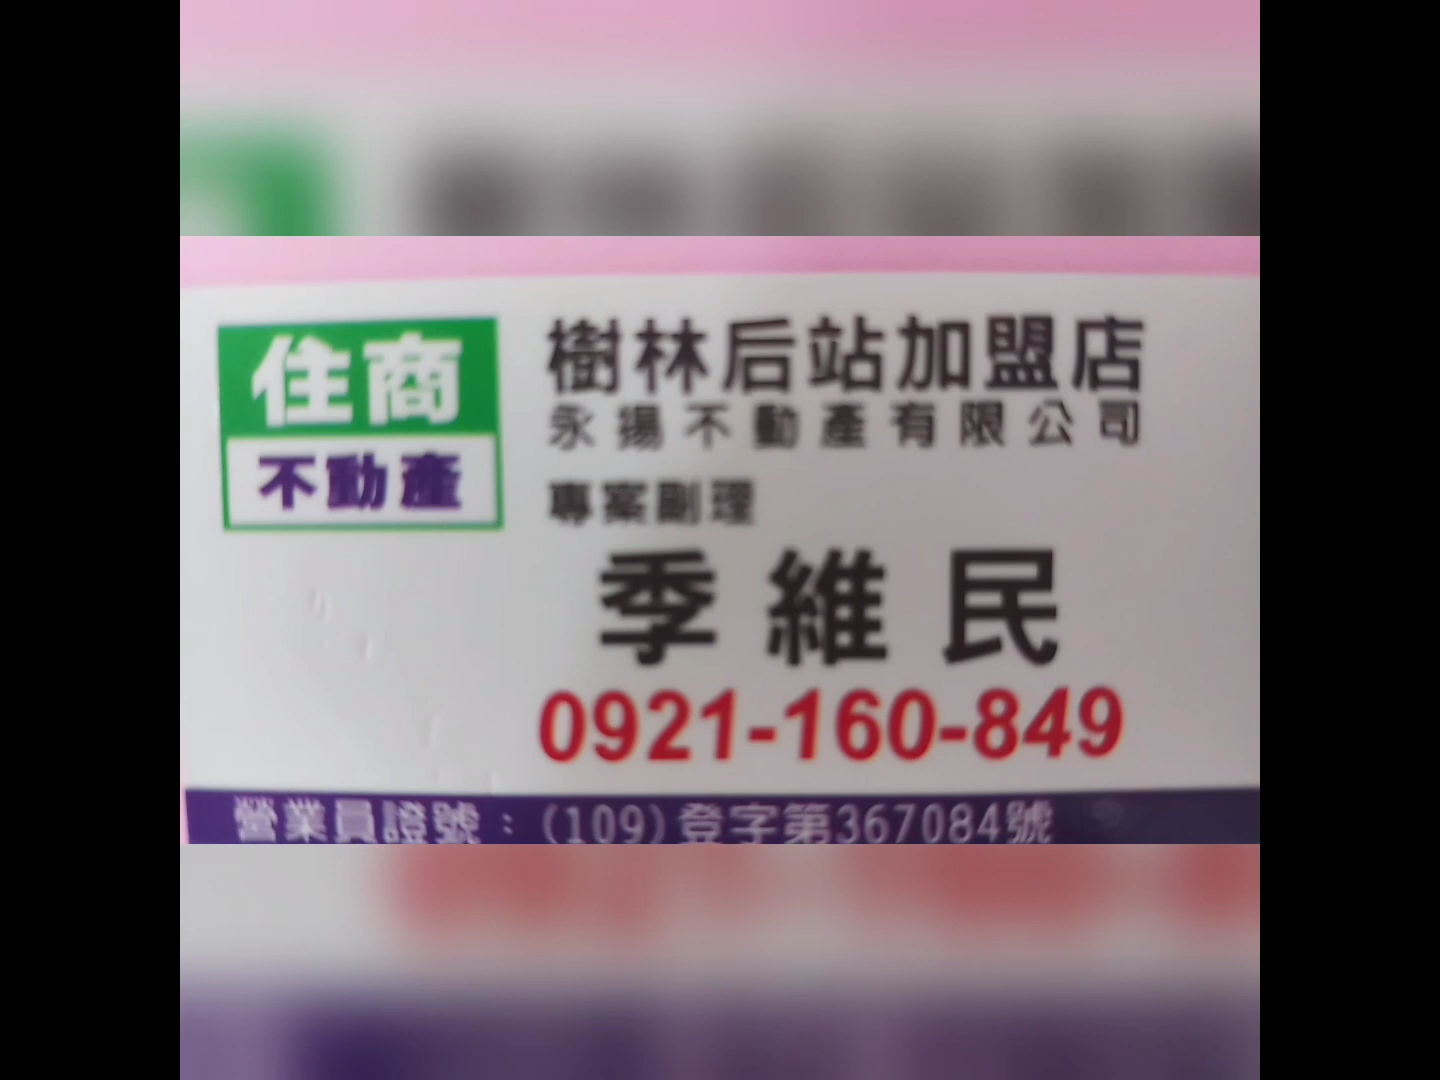 住商
不動產
樹林后站加盟店
永揚不動產有限公司
專案副理
季維民
0921-160-849
營業員證號：(109)登字第367084號